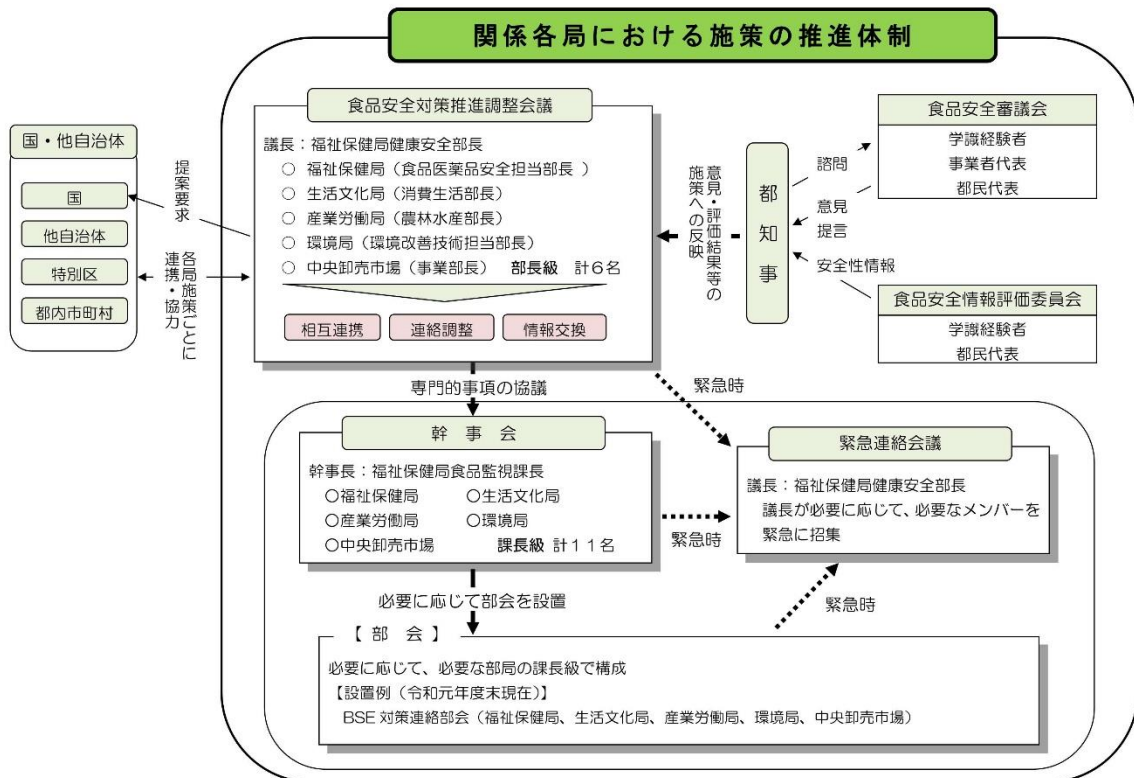 関係各局における施策の推進体制
国・他自治体
国
他自治体
特別区
都内市町村
提案要求
各局施策ごとに
連携・協力
食品安全対策推進調整会議
議長：福祉保健局健康安全部長
○ 福祉保健局（食品医薬品安全担当部長）
○ 生活文化局（消費生活部長）
○ 産業労働局（農林水産部長）
○ 環境局（環境改善技術担当部長）
○ 中央卸売市場（事業部長） 部長級 計６名
相互連携
連絡調整
情報交換
意見・評価結果等の
施策への反映
都知事
諮問
意見
提言
安全性情報
食品安全審議会
学識経験者
事業者代表
都民代表
食品安全情報評価委員会
学識経験者
都民代表
専門的事項の協議
緊急時
幹 事 会
幹事長：福祉保健局食品監視課長
○福祉保健局 ○生活文化局
○産業労働局 ○環境局
○中央卸売市場 課長級 計１１名
緊急時
緊急連絡会議
議長：福祉保健局健康安全部長
議長が必要に応じて、必要なメンバーを
緊急に招集
必要に応じて部会を設置
緊急時
【 部 会 】
必要に応じて、必要な部局の課長級で構成
【設置例（令和元年度末現在）】
BSE 対策連絡部会（福祉保健局、生活文化局、産業労働局、環境局、中央卸売市場）